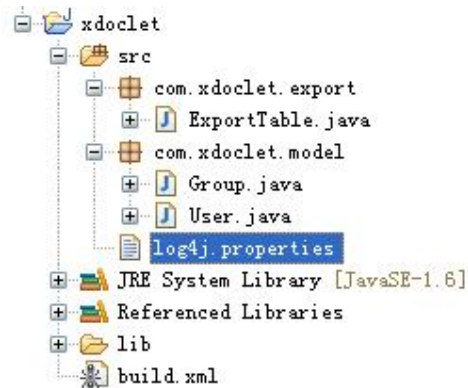 xdoclet
src
com.xdoclet.export
ExportTable.java
com.xdoclet.model
Group.java
User.java
log4j.properties
JRE System Library [JavaSE-1.6]
Referenced Libraries
lib
build.xml